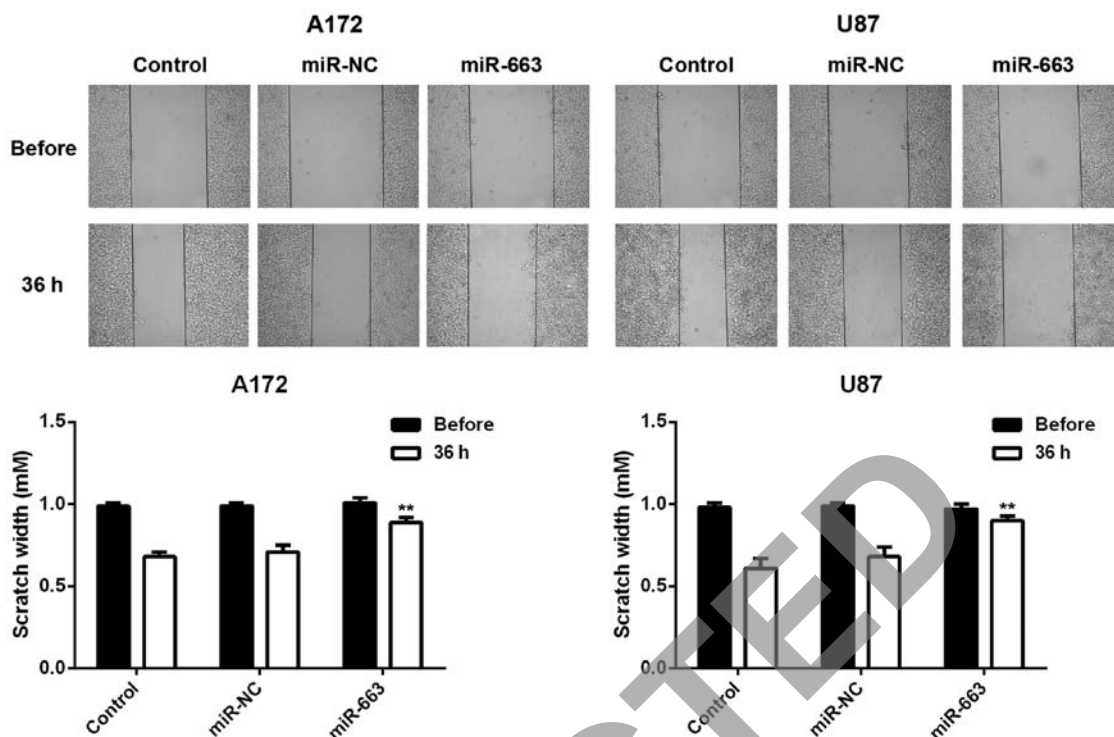 A172
U87
Control
miR-NC
miR-663
Control
miR-NC
miR-663
Before
36 h
A172
U87
1.5
1.0
0.5
0.0
Scratch width (mM)
Before
36 h
**
Control
miR-NC
miR-663
1.5
1.0
0.5
0.0
Scratch width (mM)
Before
36 h
**
Control
miR-NC
miR-663
STED